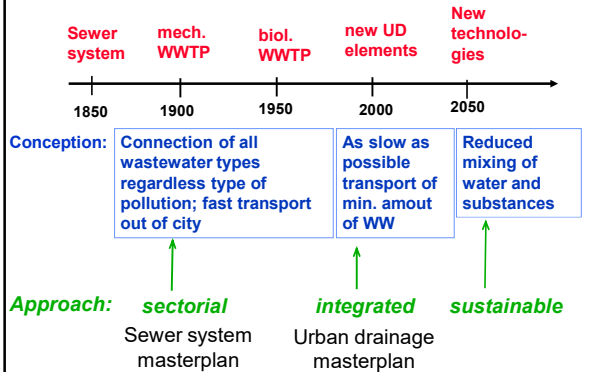 New
Sewer mech. biol. new UD technolo-
system WWTP WWTP elements gies
1850 1900 1950 2000 2050
Conception:
Connection of all
wastewater types
regardless type of
pollution; fast transport
out of city
As slow as
possible
transport of
min. amout
of WW
Reduced
mixing of
water and
substances
Approach: sectorial integrated sustainable
Sewer system
masterplan
Urban drainage
masterplan